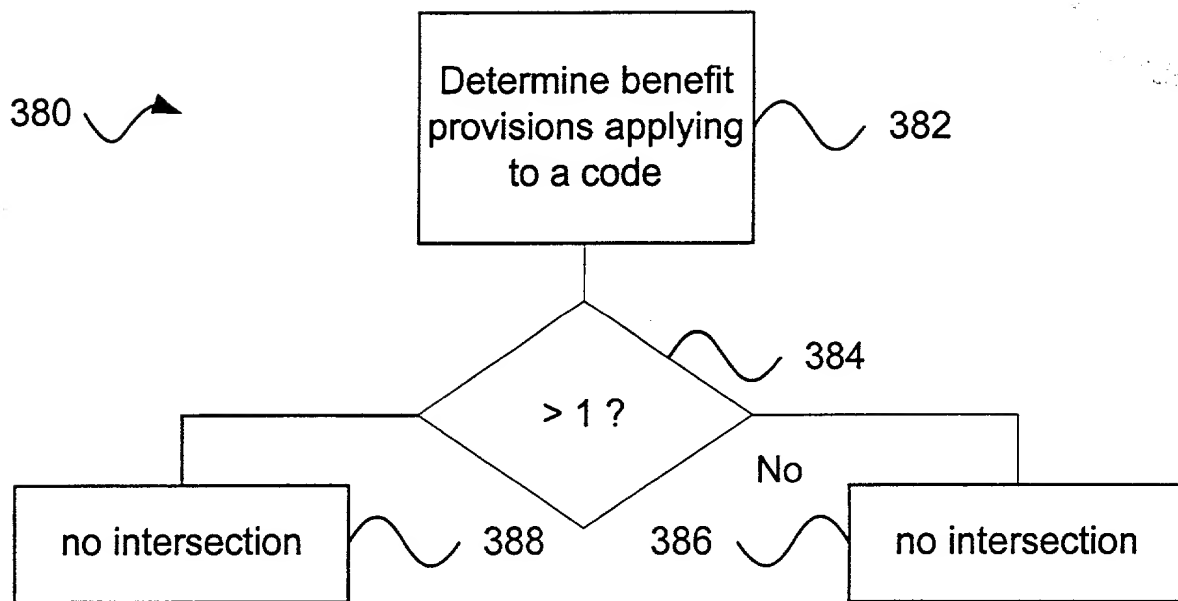 Determine benefit
provisions applying
to a code
380
382
384
> 1 ?
No
no intersection
388
386
no intersection